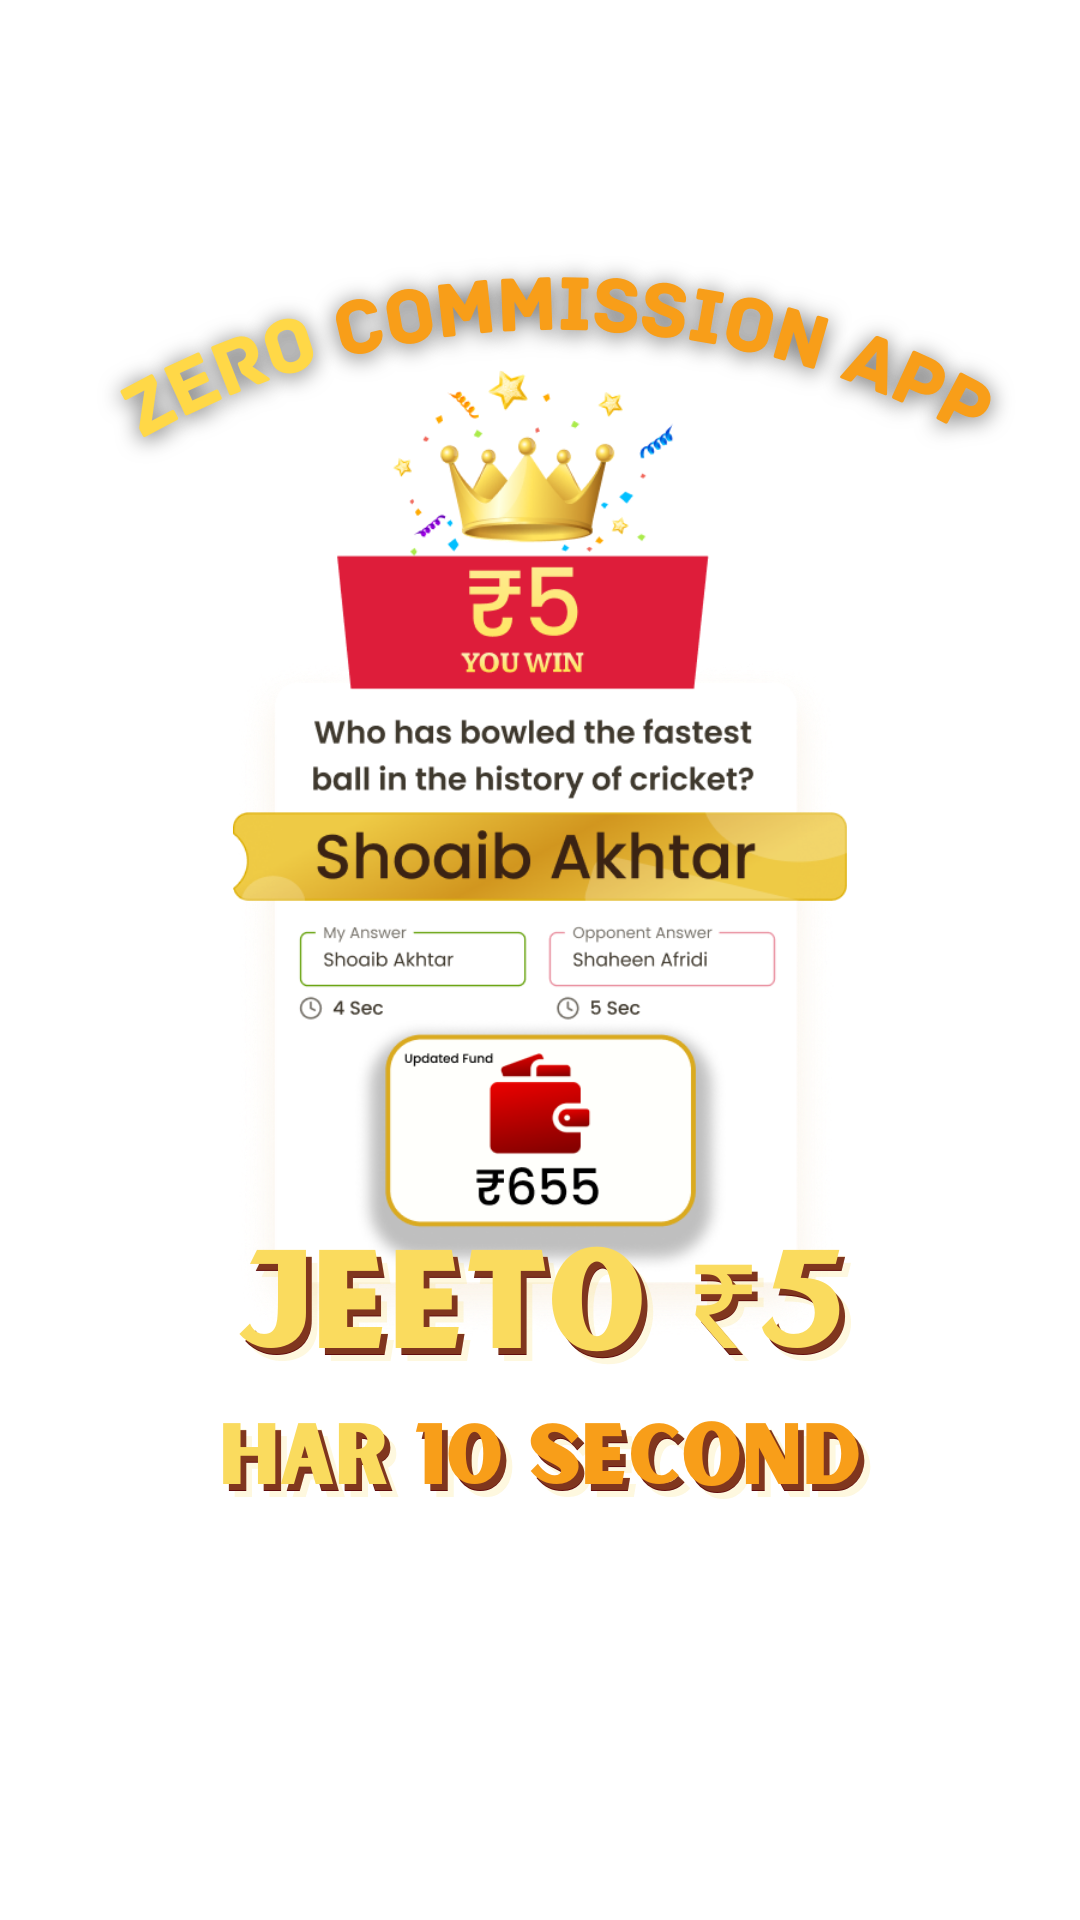 ZERO COMMISSION APP
₹5
YOU WIN
Who has bowled the fastest
ball in the history of cricket?
Shoaib Akhtar
My Answer
Shoaib Akhtar
4 Sec
Opponent Answer
Shaheen Afridi
5 Sec
Updated Fund
₹655
JEETO ₹5
HAR 10 SECOND